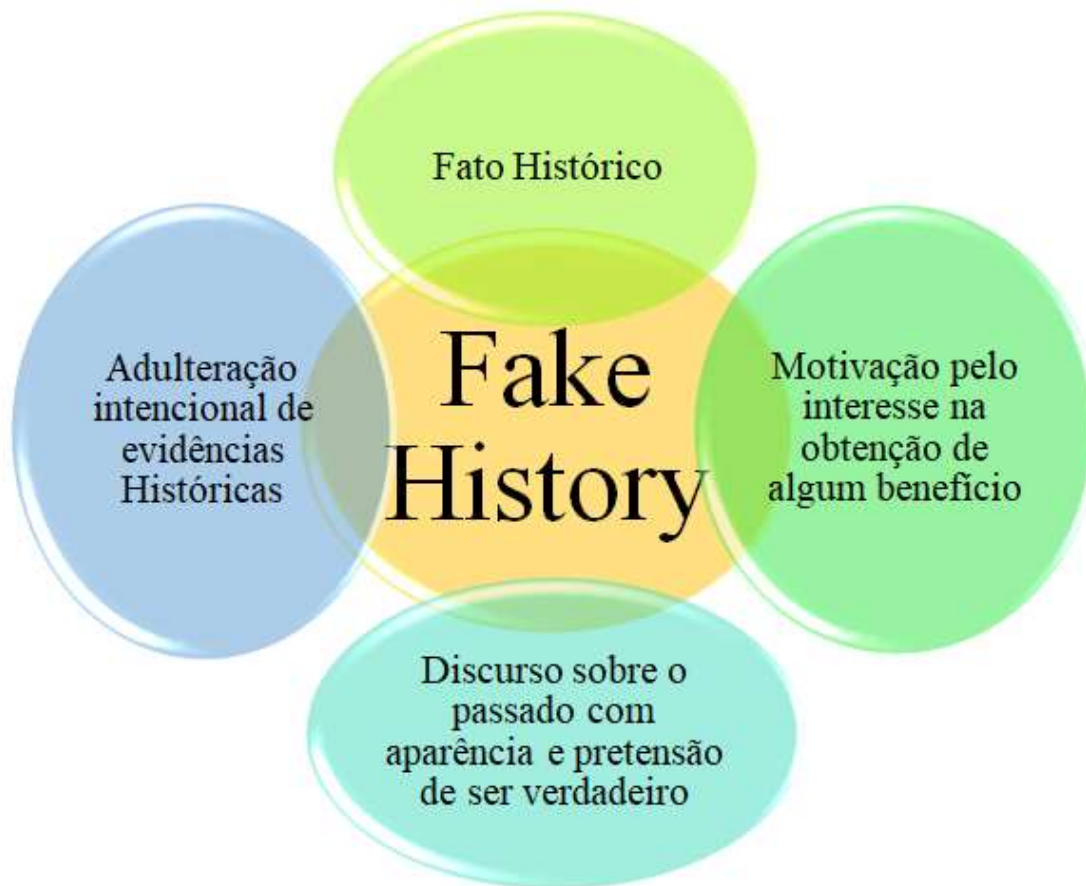 Fato Histórico
Adulteração
intencional de
evidências
Históricas
Fake
History
Motivação pelo
interesse na
obtenção de
algum benefício
Discurso sobre o
passado com
aparência e pretensão
de ser verdadeiro